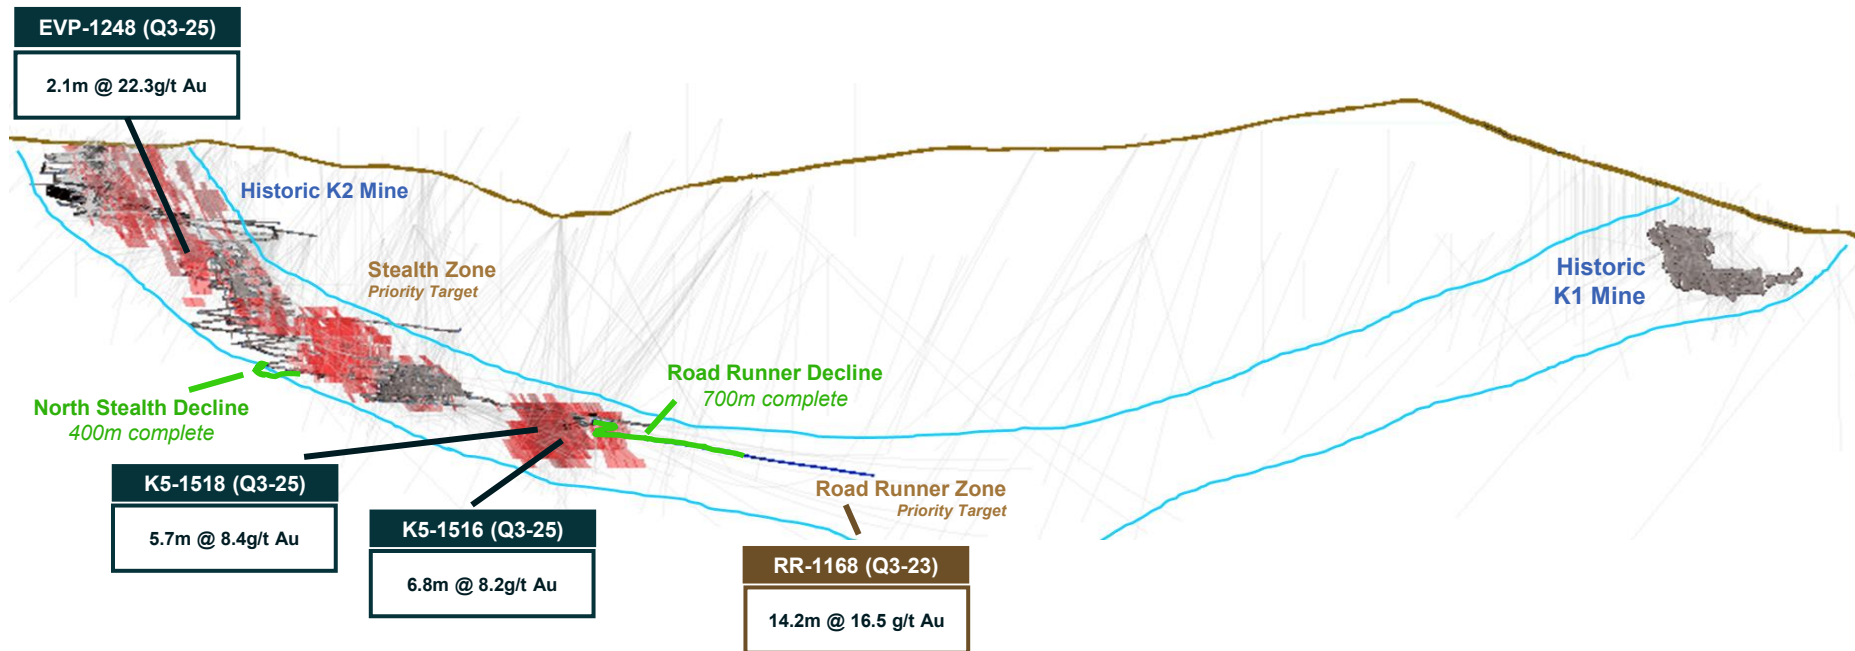 EVP-1248 (Q3-25)
2.1m @ 22.3g/t Au
Historic K2 Mine
Stealth Zone
Priority Target
Historic
K1 Mine
Road Runner Decline
700m complete
North Stealth Decline
400m complete
K5-1518 (Q3-25)
5.7m @ 8.4g/t Au
K5-1516 (Q3-25)
6.8m @ 8.2g/t Au
Road Runner Zone
Priority Target
RR-1168 (Q3-23)
14.2m @ 16.5 g/t Au